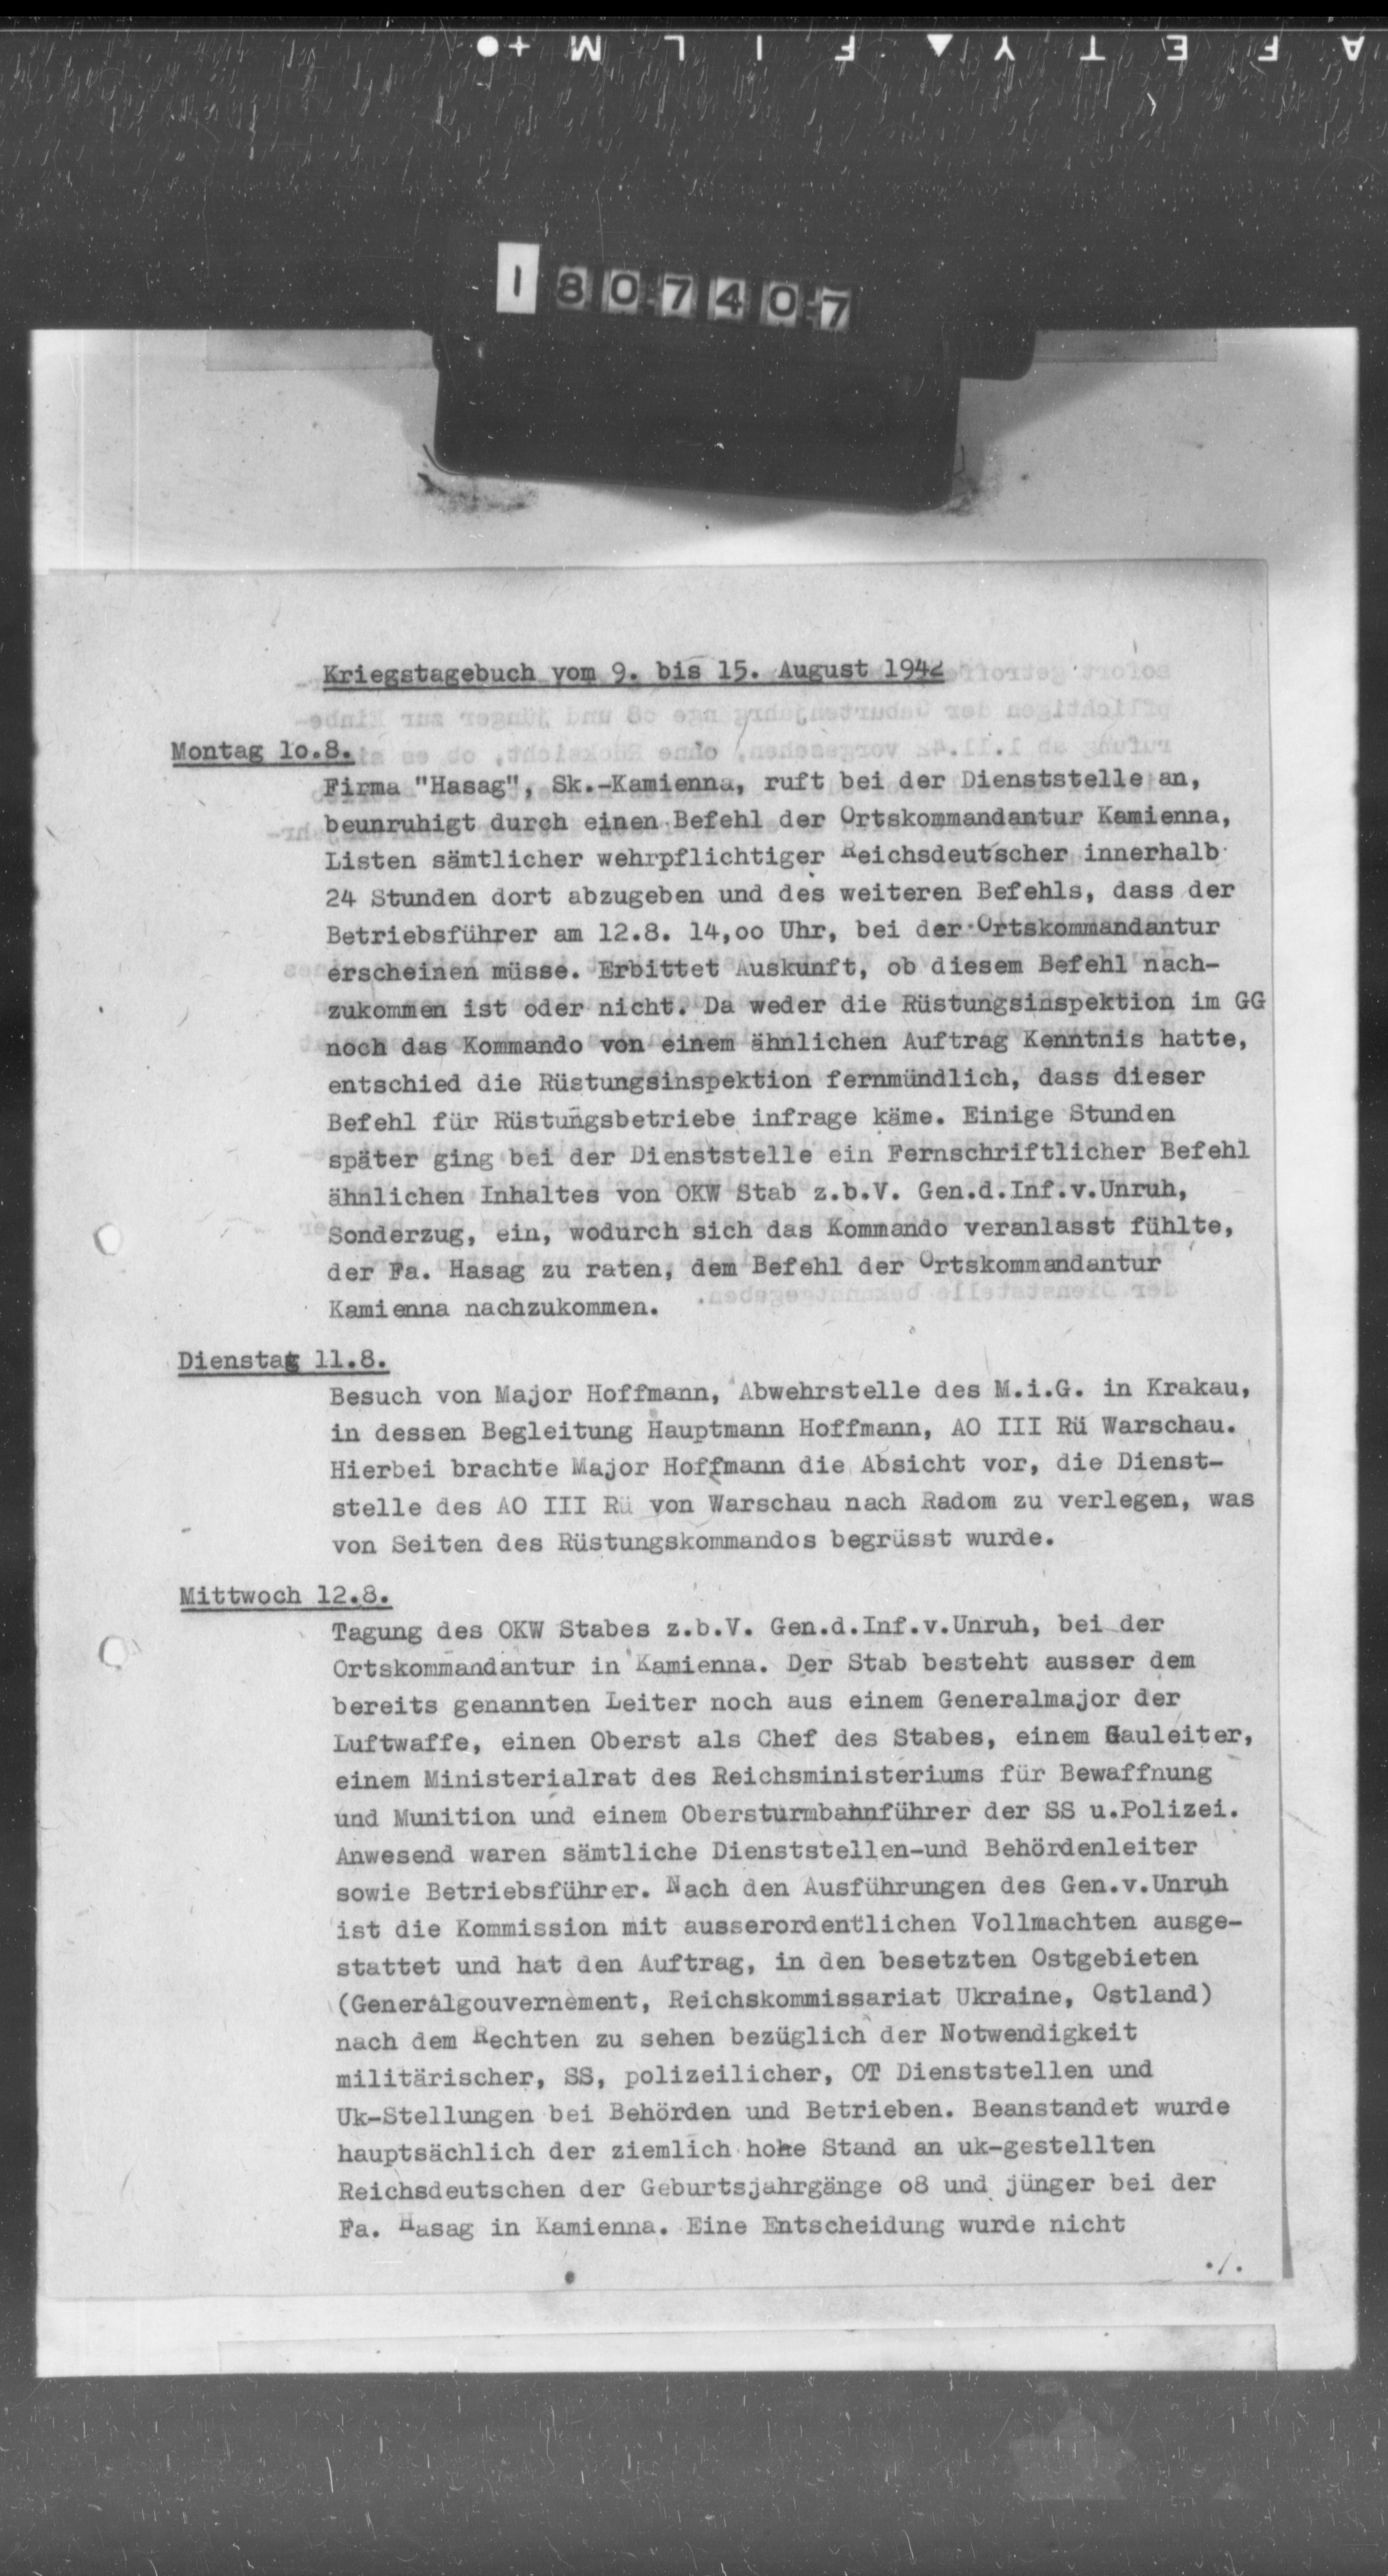 A F E T Y ▲ F I L M +●
1807407
Kriegstagebuch vom 9. bis 15. August 1942
Montag 1o.8.
Firma "Hasag", Sk.-Kamienna, ruft bei der Dienststelle an,
beunruhigt durch einen Befehl der Ortskommandantur Kamienna,
Listen sämtlicher wehrpflichtiger Reichsdeutscher innerhalb
24 Stunden dort abzugeben und des weiteren Befehls, dass der
Betriebsführer am 12.8. 14,oo Uhr, bei der Ortskommandantur
erscheinen müsse. Erbittet Auskunft, ob diesem Befehl nach-
zukommen ist oder nicht. Da weder die Rüstungsinspektion im GG
noch das Kommando von einem ähnlichen Auftrag Kenntnis hatte,
entschied die Rüstungsinspektion fernmündlich, dass dieser
Befehl für Rüstungsbetriebe infrage käme. Einige Stunden
später ging bei der Dienststelle ein Fernschriftlicher Befehl
ähnlichen Inhaltes von OKW Stab z.b.V. Gen.d.Inf.v.Unruh,
Sonderzug, ein, wodurch sich das Kommando veranlasst fühlte,
der Fa. Hasag zu raten, dem Befehl der Ortskommandantur
Kamienna nachzukommen.
Dienstag 11.8.
Besuch von Major Hoffmann, Abwehrstelle des M.i.G. in Krakau,
in dessen Begleitung Hauptmann Hoffmann, AO III Rü Warschau.
Hierbei brachte Major Hoffmann die Absicht vor, die Dienst-
stelle des AO III Rü von Warschau nach Radom zu verlegen, was
von Seiten des Rüstungskommandos begrüsst wurde.
Mittwoch 12.8.
Tagung des OKW Stabes z.b.V. Gen.d.Inf.v.Unruh, bei der
Ortskommandantur in Kamienna. Der Stab besteht ausser dem
bereits genannten Leiter noch aus einem Generalmajor der
Luftwaffe, einen Oberst als Chef des Stabes, einem Gauleiter,
einem Ministerialrat des Reichsministeriums für Bewaffnung
und Munition und einem Obersturmbahnführer der SS u.Polizei.
Anwesend waren sämtliche Dienststellen-und Behördenleiter
sowie Betriebsführer. Nach den Ausführungen des Gen.v.Unruh
ist die Kommission mit ausserordentlichen Vollmachten ausge-
stattet und hat den Auftrag, in den besetzten Ostgebieten
(Generalgouvernement, Reichskommissariat Ukraine, Ostland)
nach dem Rechten zu sehen bezüglich der Notwendigkeit
militärischer, SS, polizeilicher, OT Dienststellen und
Uk-Stellungen bei Behörden und Betrieben. Beanstandet wurde
hauptsächlich der ziemlich hohe Stand an uk-gestellten
Reichsdeutschen der Geburtsjahrgänge o8 und jünger bei der
Fa. Hasag in Kamienna. Eine Entscheidung wurde nicht
./.